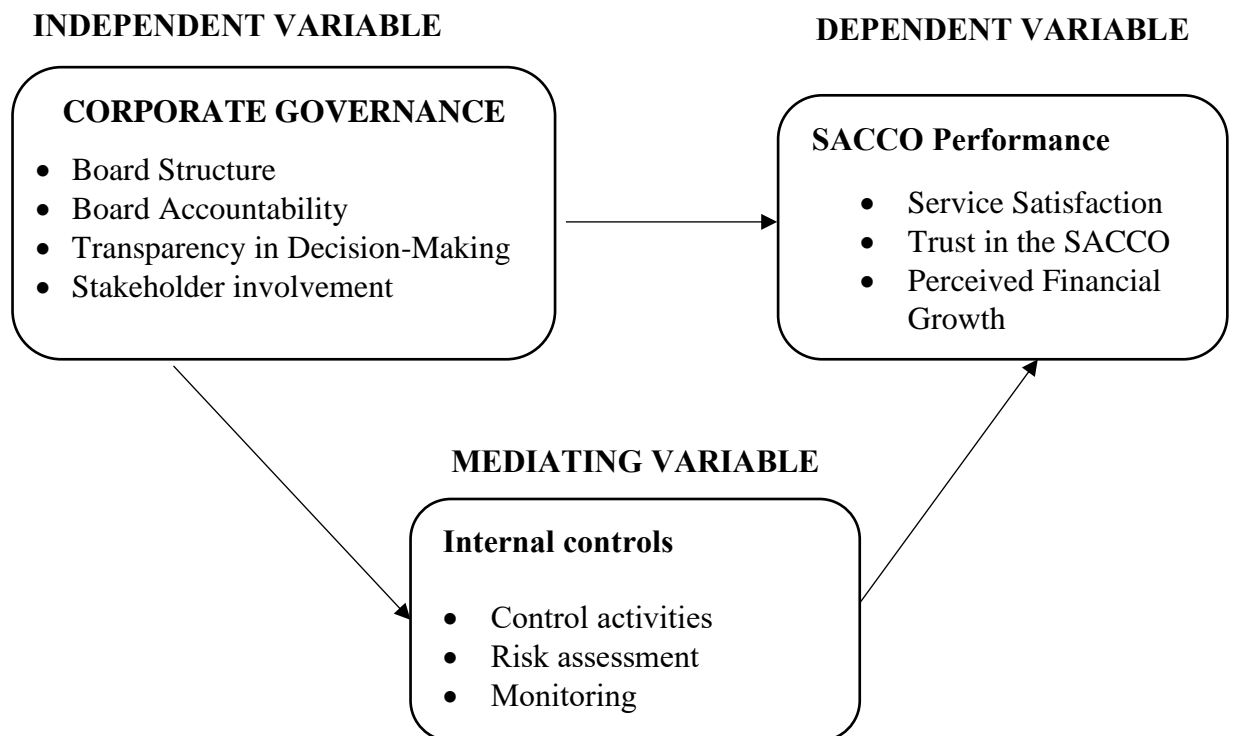 INDEPENDENT VARIABLE
CORPORATE GOVERNANCE
• Board Structure
• Board Accountability
• Transparency in Decision-Making
• Stakeholder involvement
DEPENDENT VARIABLE
SACCO Performance
• Service Satisfaction
• Trust in the SACCO
• Perceived Financial
Growth
MEDIATING VARIABLE
Internal controls
• Control activities
• Risk assessment
• Monitoring